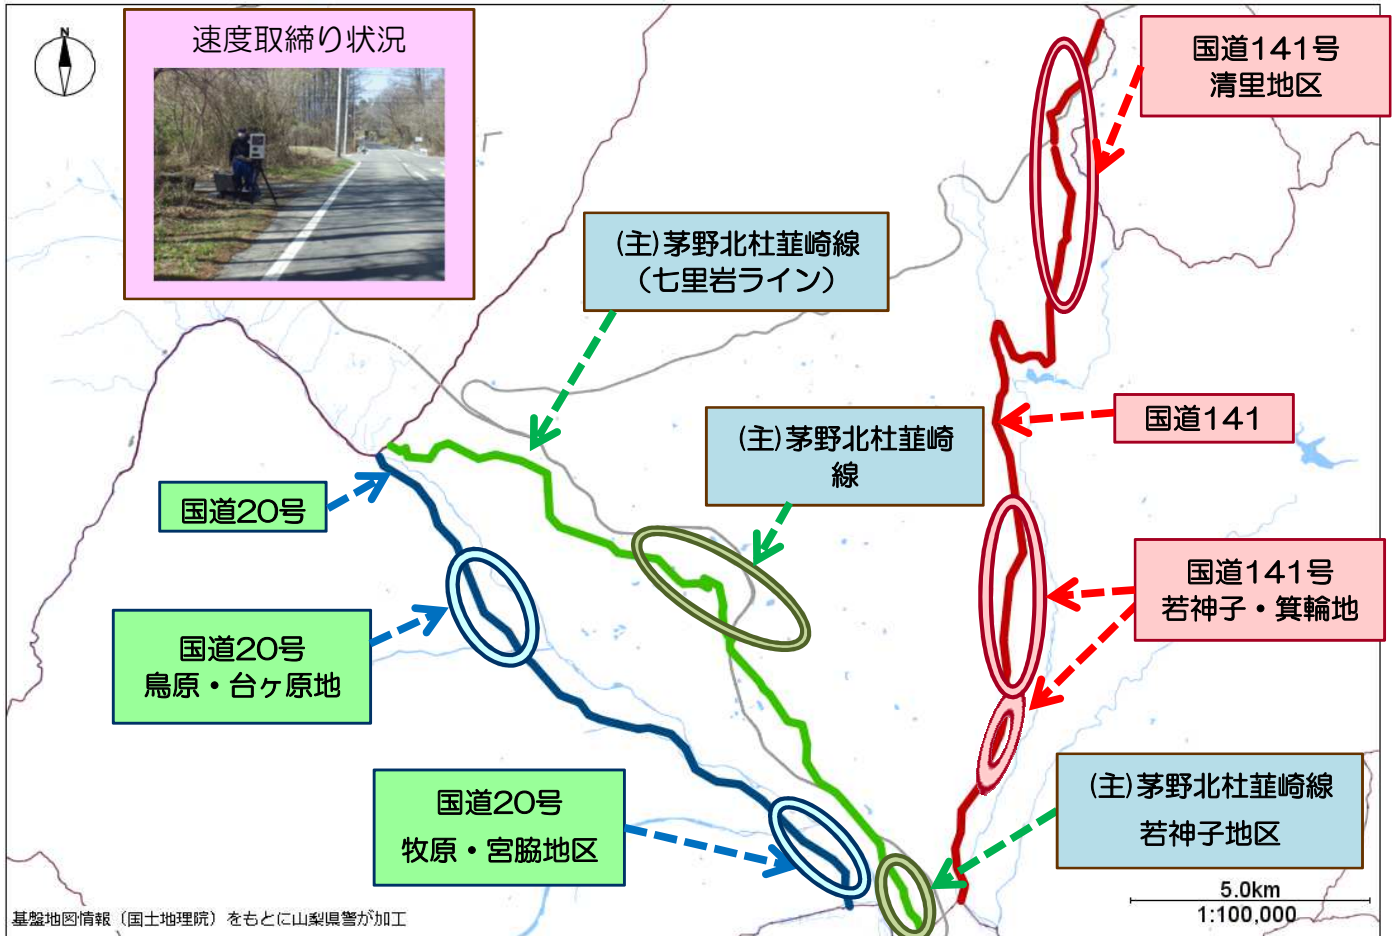 N
速度取締り状況
国道141号
清里地区
(主)茅野北杜韮崎線
（七里岩ライン）
(主)茅野北杜韮崎
線
国道141
国道20号
国道141号
若神子・箕輪地
国道20号
鳥原・台ヶ原地
国道20号
牧原・宮脇地区
(主)茅野北杜韮崎線
若神子地区
5.0km
1:100,000
基盤地図情報（国土地理院）をもとに山梨県警が加工